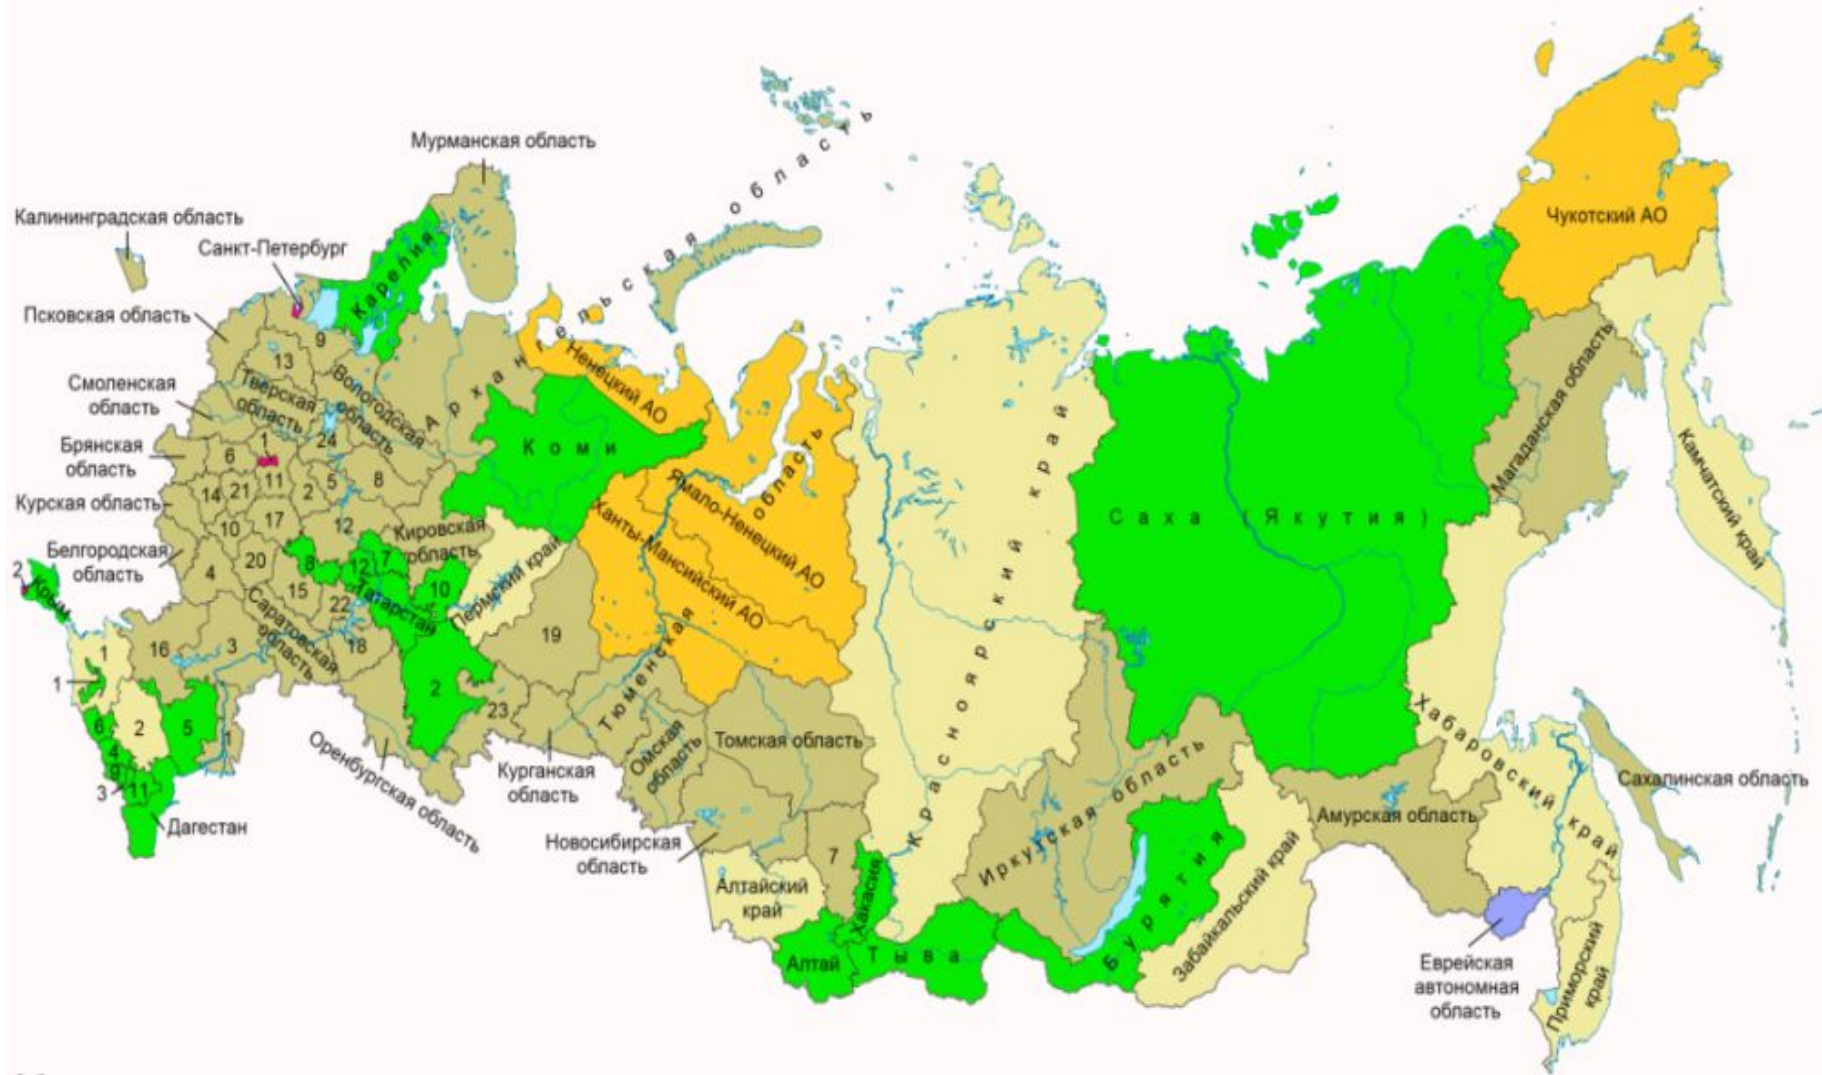 Мурманская область
Калининградская область
Санкт-Петербург
Псковская область
Карелия
Архангельская область
Чукотский АО
9
13
Ненецкий АО
Вологодская
область
Тверская
область
Смоленская
область
Брянская
область
1
24
6
Коми
14
21
11
2
5
8
Курская область
10
17
12
Кировская
область
Ямало-Ненецкий АО
Ханты-Мансийский АО
Тюменская область
Красноярский край
Саха (Якутия)
Магаданская область
Камчатский край
Белгородская
область
4
20
8
12
7
10
Пермский край
15
22
Татарстан
2
Крым
Саратовская
область
18
19
16
3
1
1
2
23
6
2
5
1
4
9
3
11
Дагестан
Оренбургская область
Курганская
область
Омская
область
Томская область
Новосибирская
область
7
Алтайский
край
Хакасия
Алтай
Тыва
Иркутская область
Бурятия
Забайкальский край
Амурская область
Хабаровский край
Сахалинская область
Еврейская
автономная
область
Приморский
край